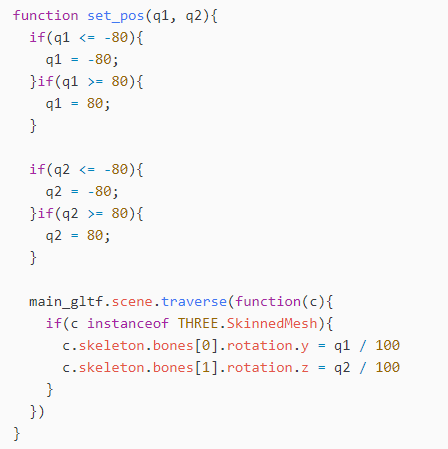 function set_pos(q1, q2){
  if(q1 <= -80){
    q1 = -80;
  }if(q1 >= 80){
    q1 = 80;
  }

  if(q2 <= -80){
    q2 = -80;
  }if(q2 >= 80){
    q2 = 80;
  }

  main_gltf.scene.traverse(function(c){
    if(c instanceof THREE.SkinnedMesh){
      c.skeleton.bones[0].rotation.y = q1 / 100
      c.skeleton.bones[1].rotation.z = q2 / 100
    }
  })
}